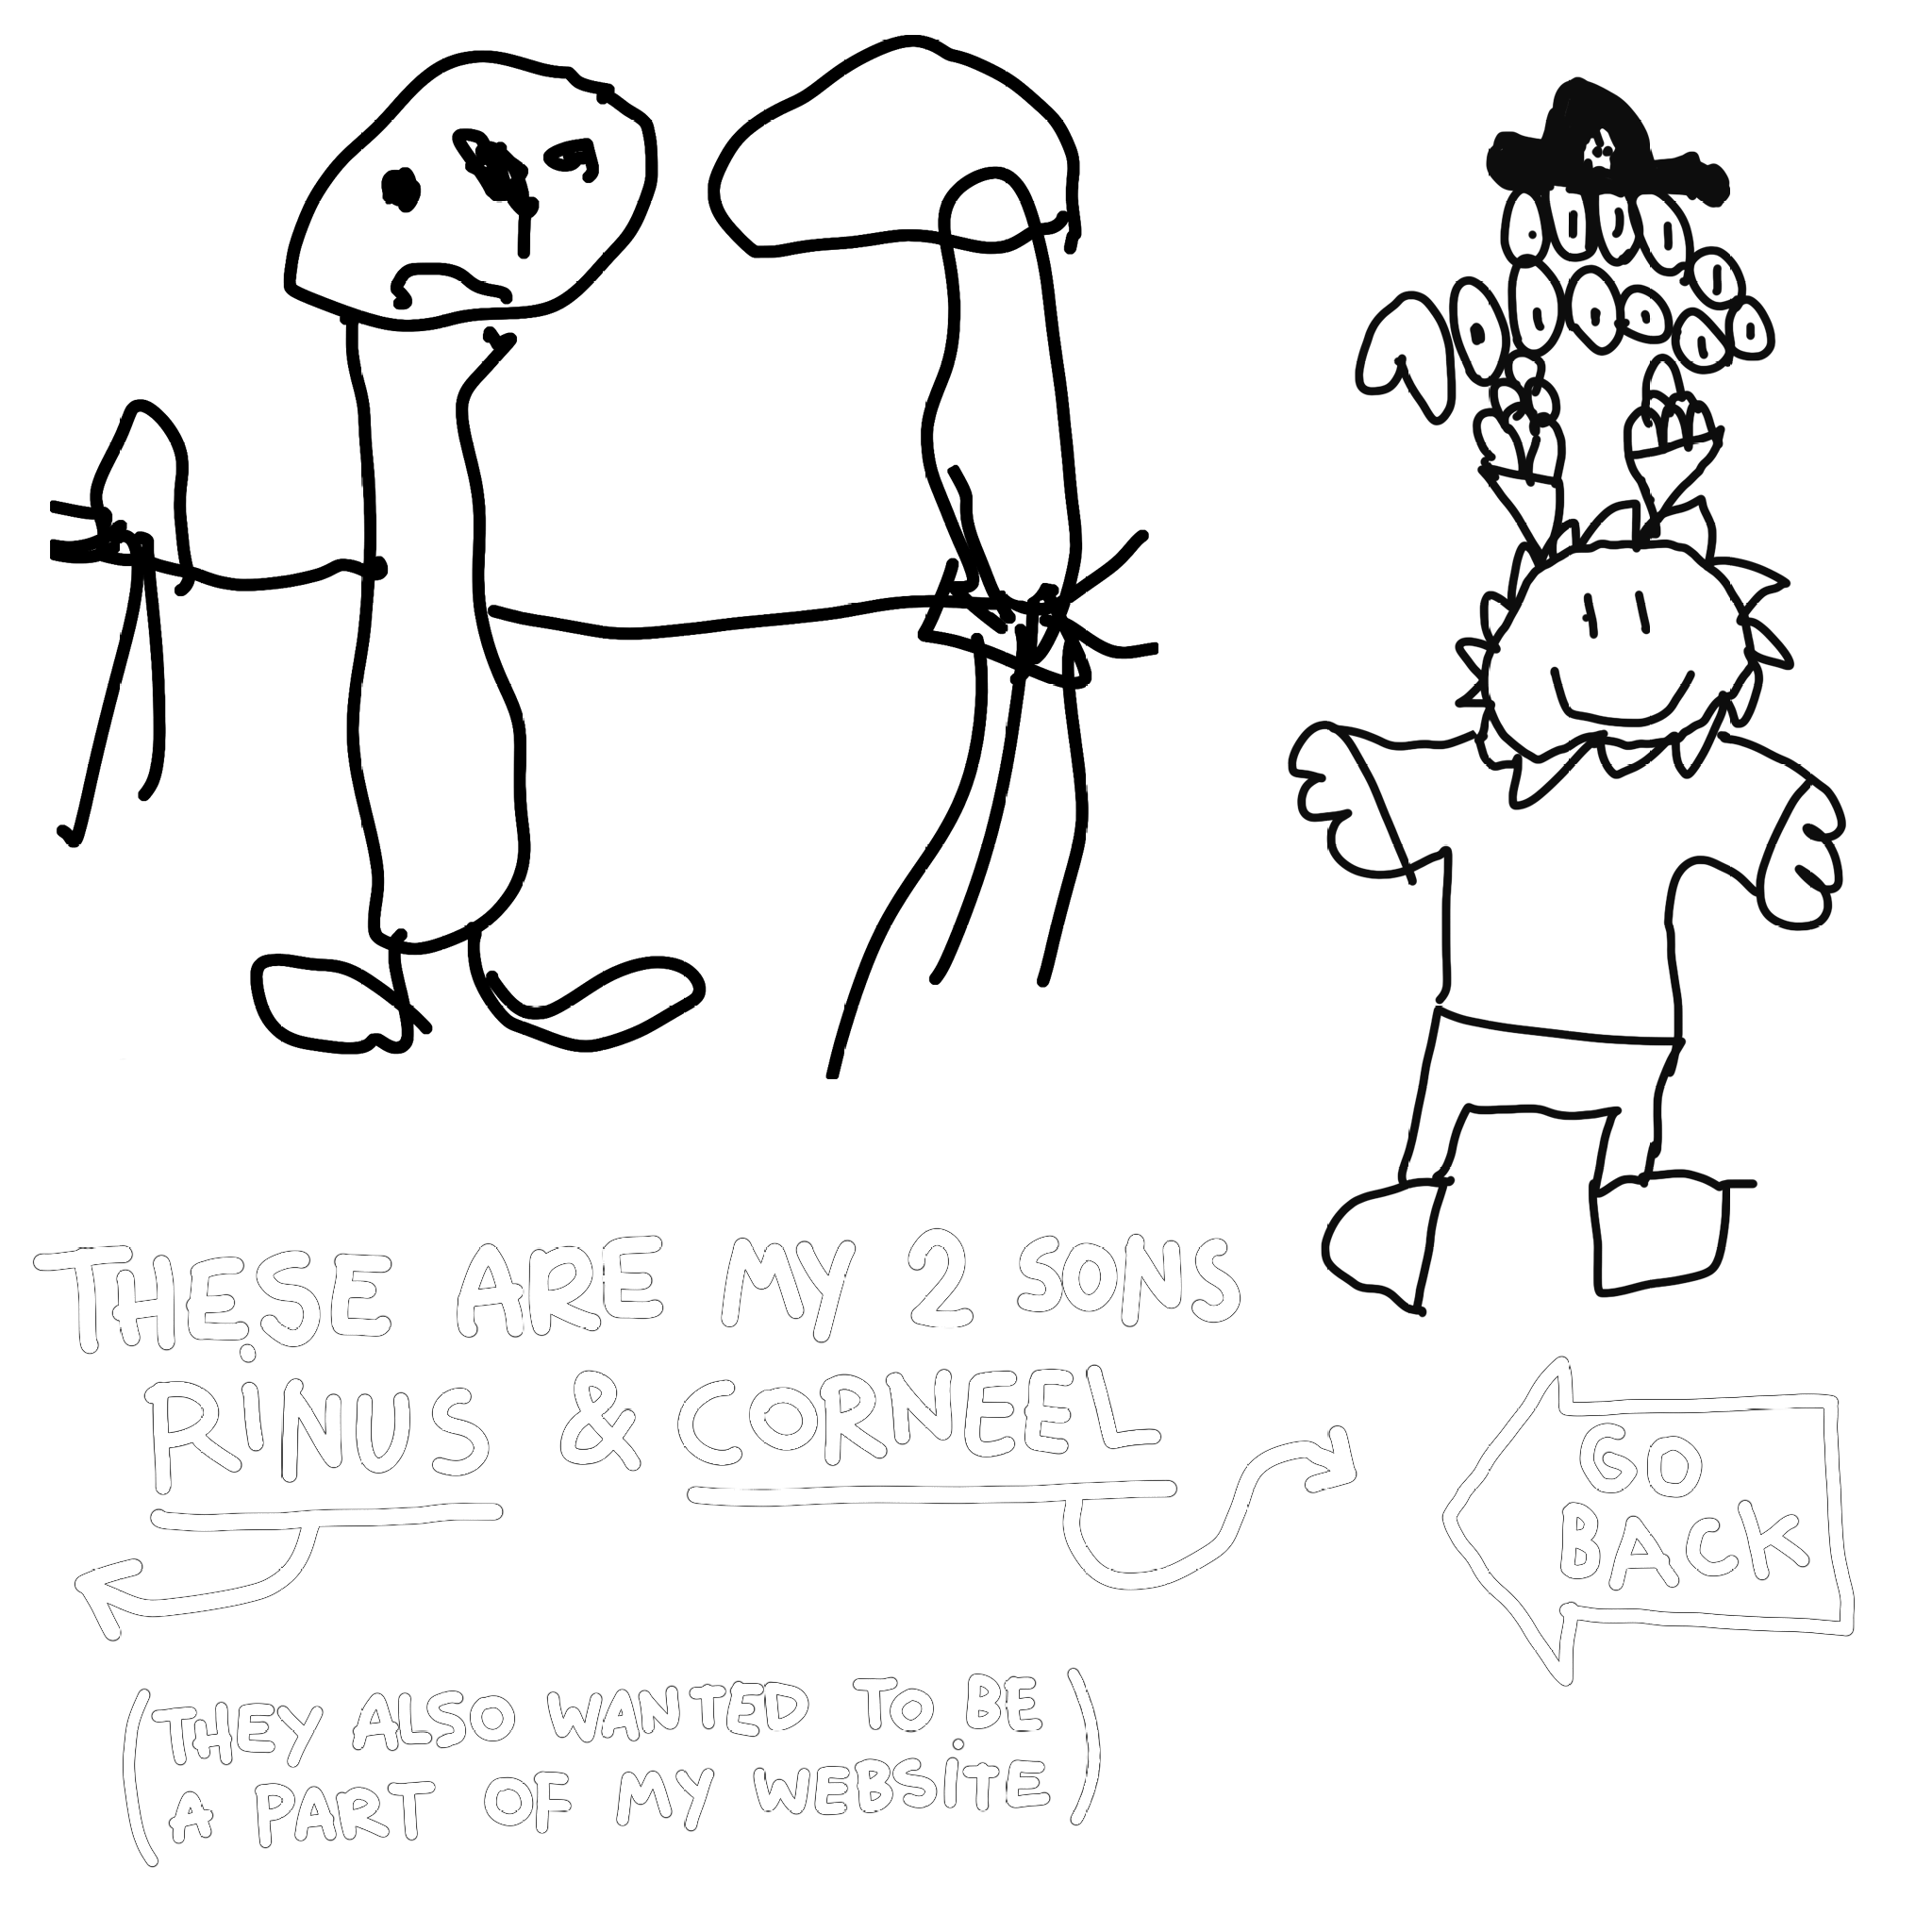 THESE ARE MY 2 SONS
RINUS & CORNEEL
GO
BACK
(THEY ALSO WANTED TO BE
A PART OF MY WEBSITE)